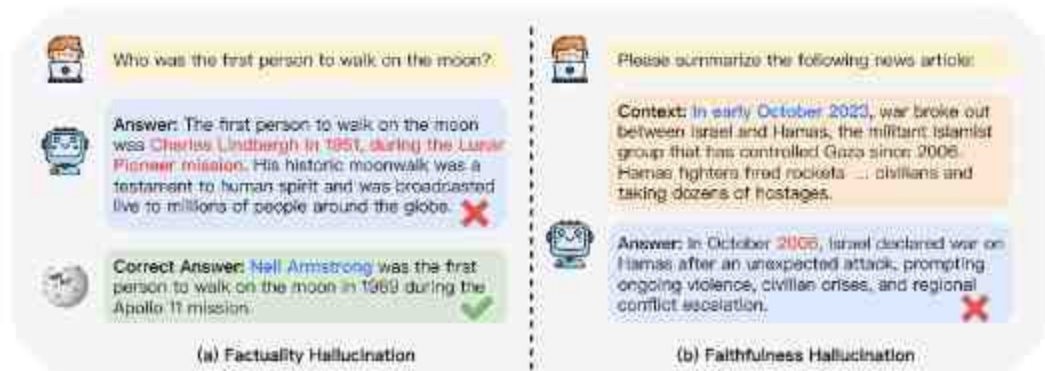 Who was the first person to walk on the moon?
Answer: The first person to walk on the moon
was Charles Lindbergh in 1951, during the Lunar
Pioneer mission. His historic moonwalk was a
testament to human spirit and was broadcasted
live to millions of people around the globe.
Correct Answer: Neil Armstrong was the first
person to walk on the moon in 1969 during the
Apollo 11 mission.
(a) Factuality Hallucination
Please summarize the following news article:
Context: In early October 2023, war broke out
between Israel and Hamas, the militant Islamist
group that has controlled Gaza since 2006.
Hamas fighters fired rockets ... civilians and
taking dozens of hostages.
Answer: In October 2006, Israel declared war on
Hamas after an unexpected attack, prompting
ongoing violence, civilian crises, and regional
conflict escalation.
(b) Faithfulness Hallucination